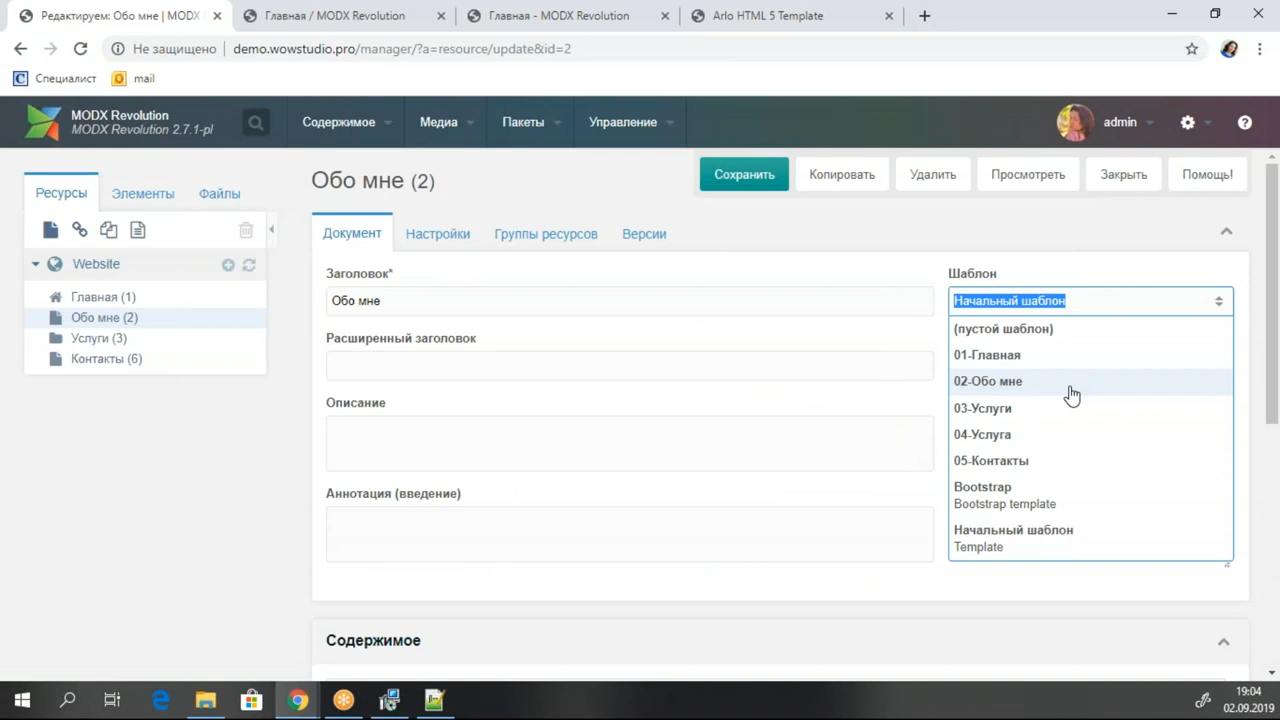 Редактируем: Обо мне | MODX
Главная / MODX Revolution
Главная - MODX Revolution
Arlo HTML 5 Template
Не защищено
demo.wowstudio.pro/manager/?a=resource/update&id=2
Специалист
mail
MODX Revolution
MODX Revolution 2.7.1-pl
Содержимое
Медиа
Пакеты
Управление
admin
Ресурсы
Элементы
Файлы
Website
Главная (1)
Обо мне (2)
Услуги (3)
Контакты (6)
Обо мне (2)
Сохранить
Копировать
Удалить
Просмотреть
Закрыть
Помощь!
Документ
Настройки
Группы ресурсов
Версии
Заголовок*
Обо мне
Расширенный заголовок
Описание
Аннотация (введение)
Шаблон
Начальный шаблон
(пустой шаблон)
01-Главная
02-Обо мне
03-Услуги
04-Услуга
05-Контакты
Bootstrap
Bootstrap template
Начальный шаблон
Template
Содержимое
19:04
02.09.2019